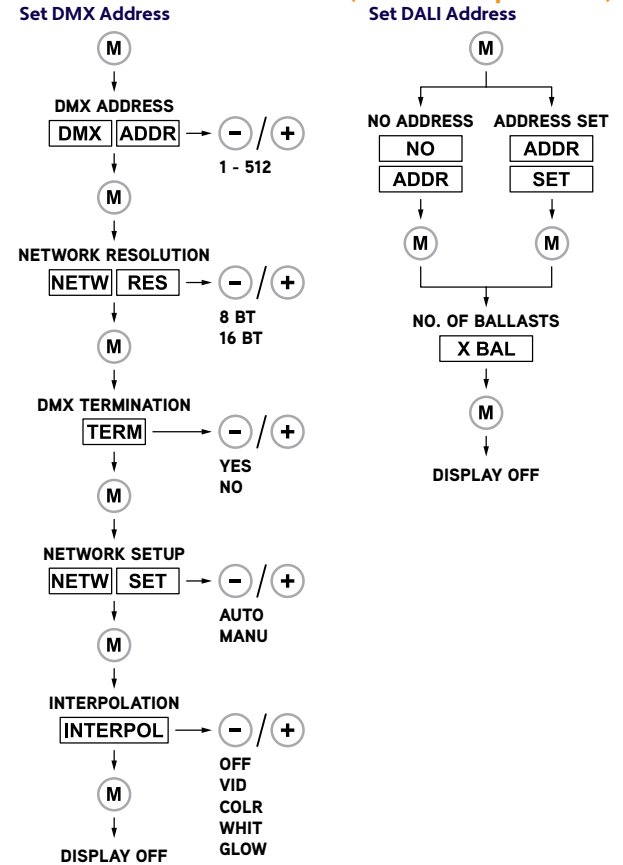 Set DMX Address
M
DMX ADDRESS
DMX ADDR - / +
1 - 512
M
NETWORK RESOLUTION
NETW RES - / +
8 BT
16 BT
M
DMX TERMINATION
TERM - / +
YES
NO
M
NETWORK SETUP
NETW SET - / +
AUTO
MANU
M
INTERPOLATION
INTERPOL - / +
OFF
VID
COLR
WHIT
GLOW
M
DISPLAY OFF
Set DALI Address
M
NO ADDRESS
NO
ADDR
M
ADDRESS SET
ADDR
SET
M
NO. OF BALLASTS
X BAL
M
DISPLAY OFF